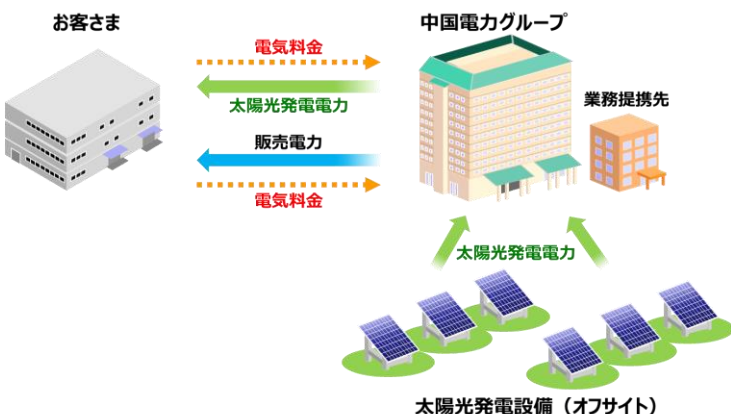 お客さま
中国電力グループ
電気料金
太陽光発電電力
業務提携先
販売電力
電気料金
太陽光発電電力
太陽光発電設備（オフサイト）